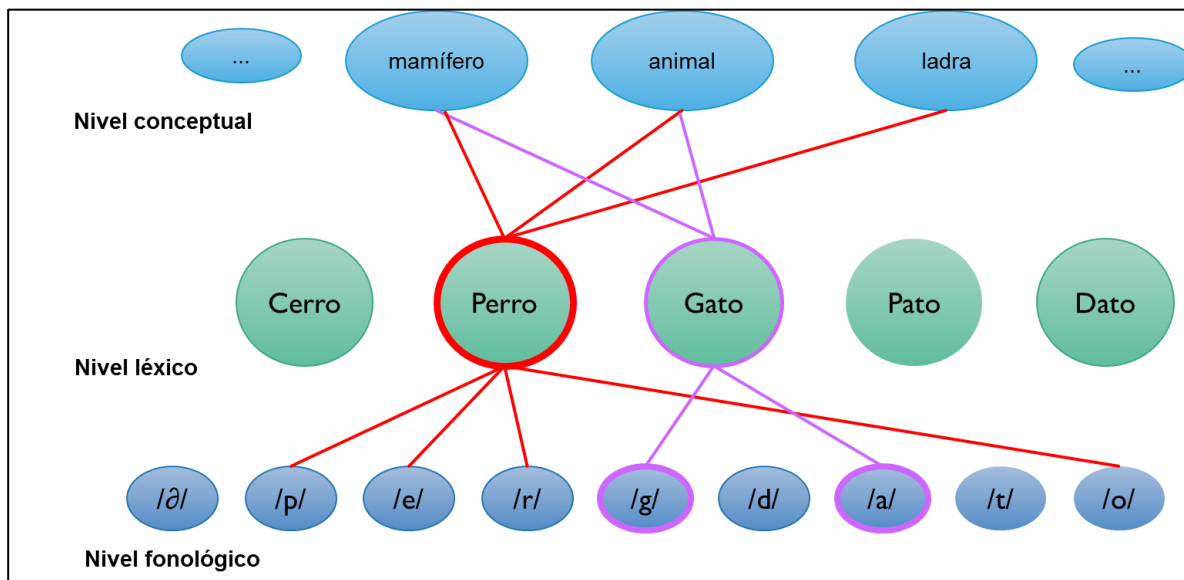 ...
mamífero
animal
ladra
...
Nivel conceptual
Cerro
Perro
Gato
Pato
Dato
Nivel léxico
/∂/
/p/
/e/
/r/
/g/
/d/
/a/
/t/
/o/
Nivel fonológico